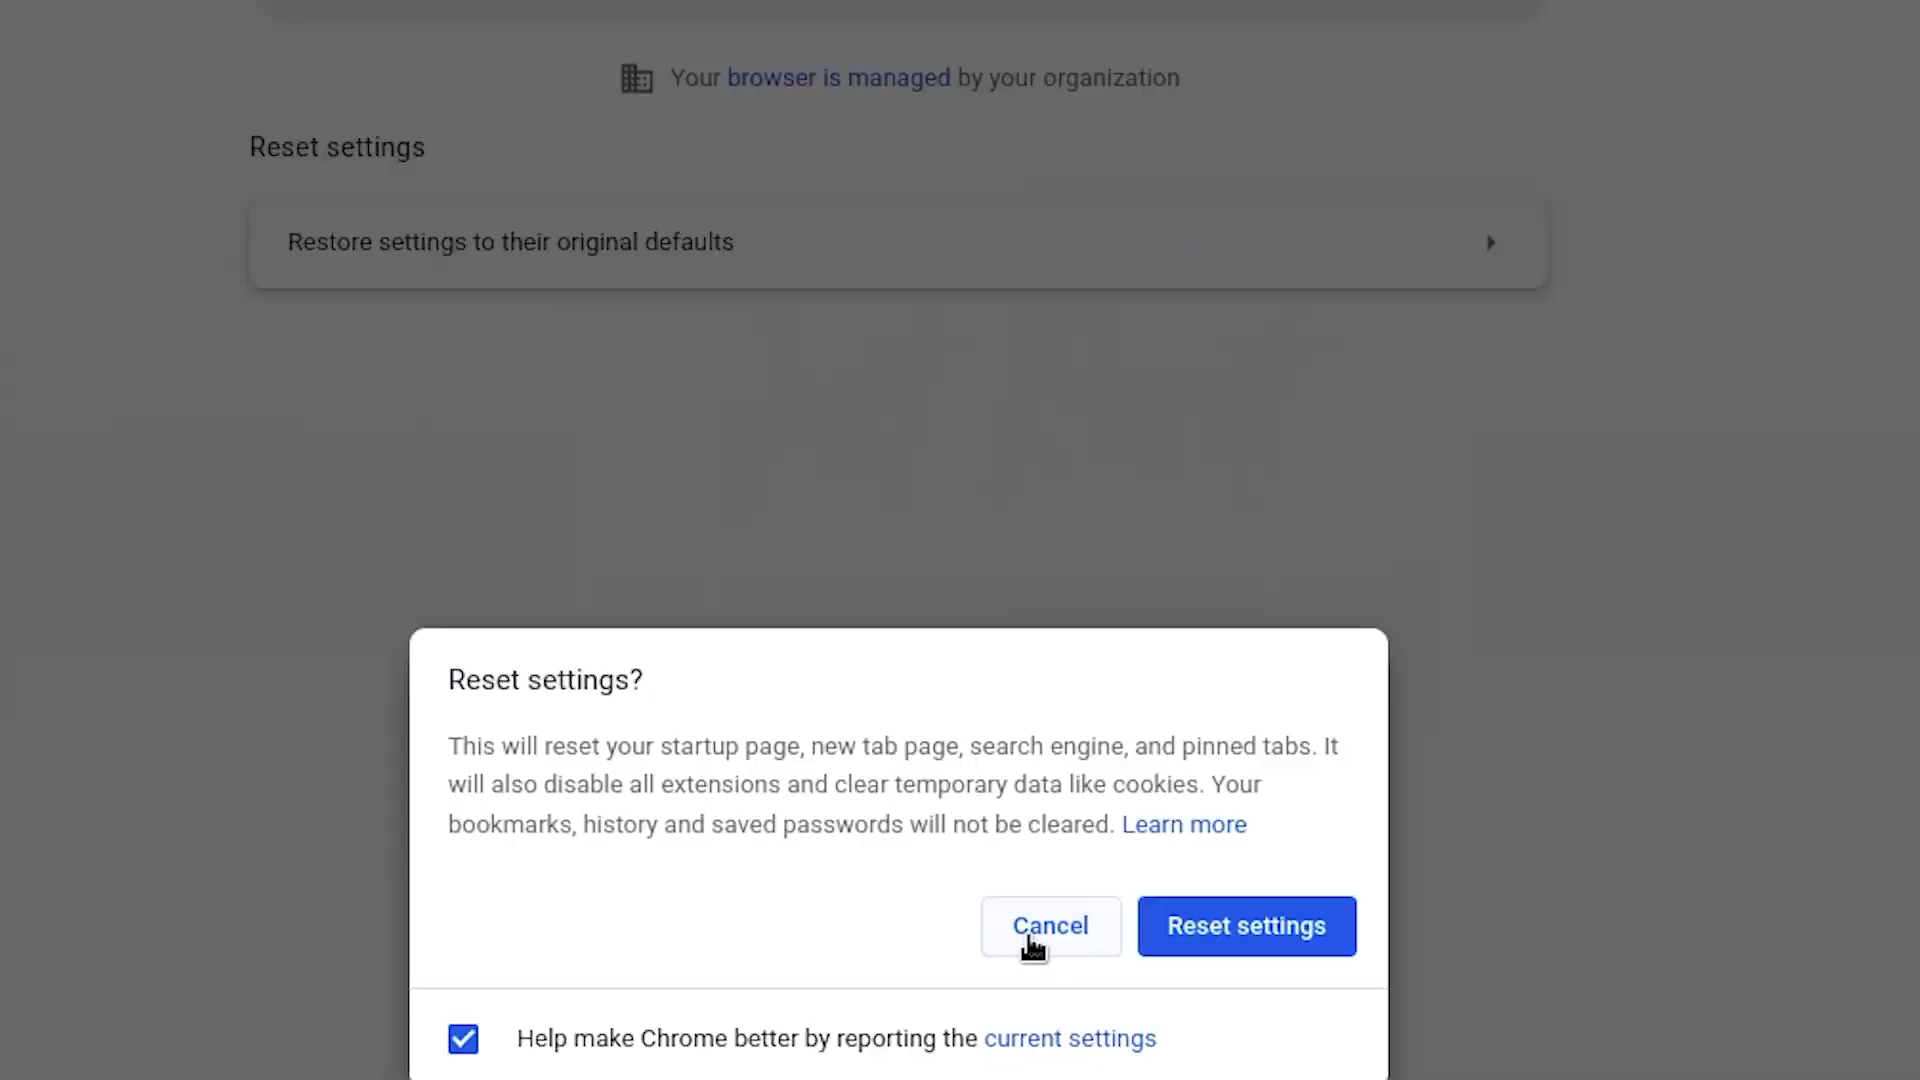 Your browser is managed by your organization
Reset settings
Restore settings to their original defaults
Reset settings?
This will reset your startup page, new tab page, search engine, and pinned tabs. It
will also disable all extensions and clear temporary data like cookies. Your
bookmarks, history and saved passwords will not be cleared. Learn more
Cancel
Reset settings
Help make Chrome better by reporting the current settings